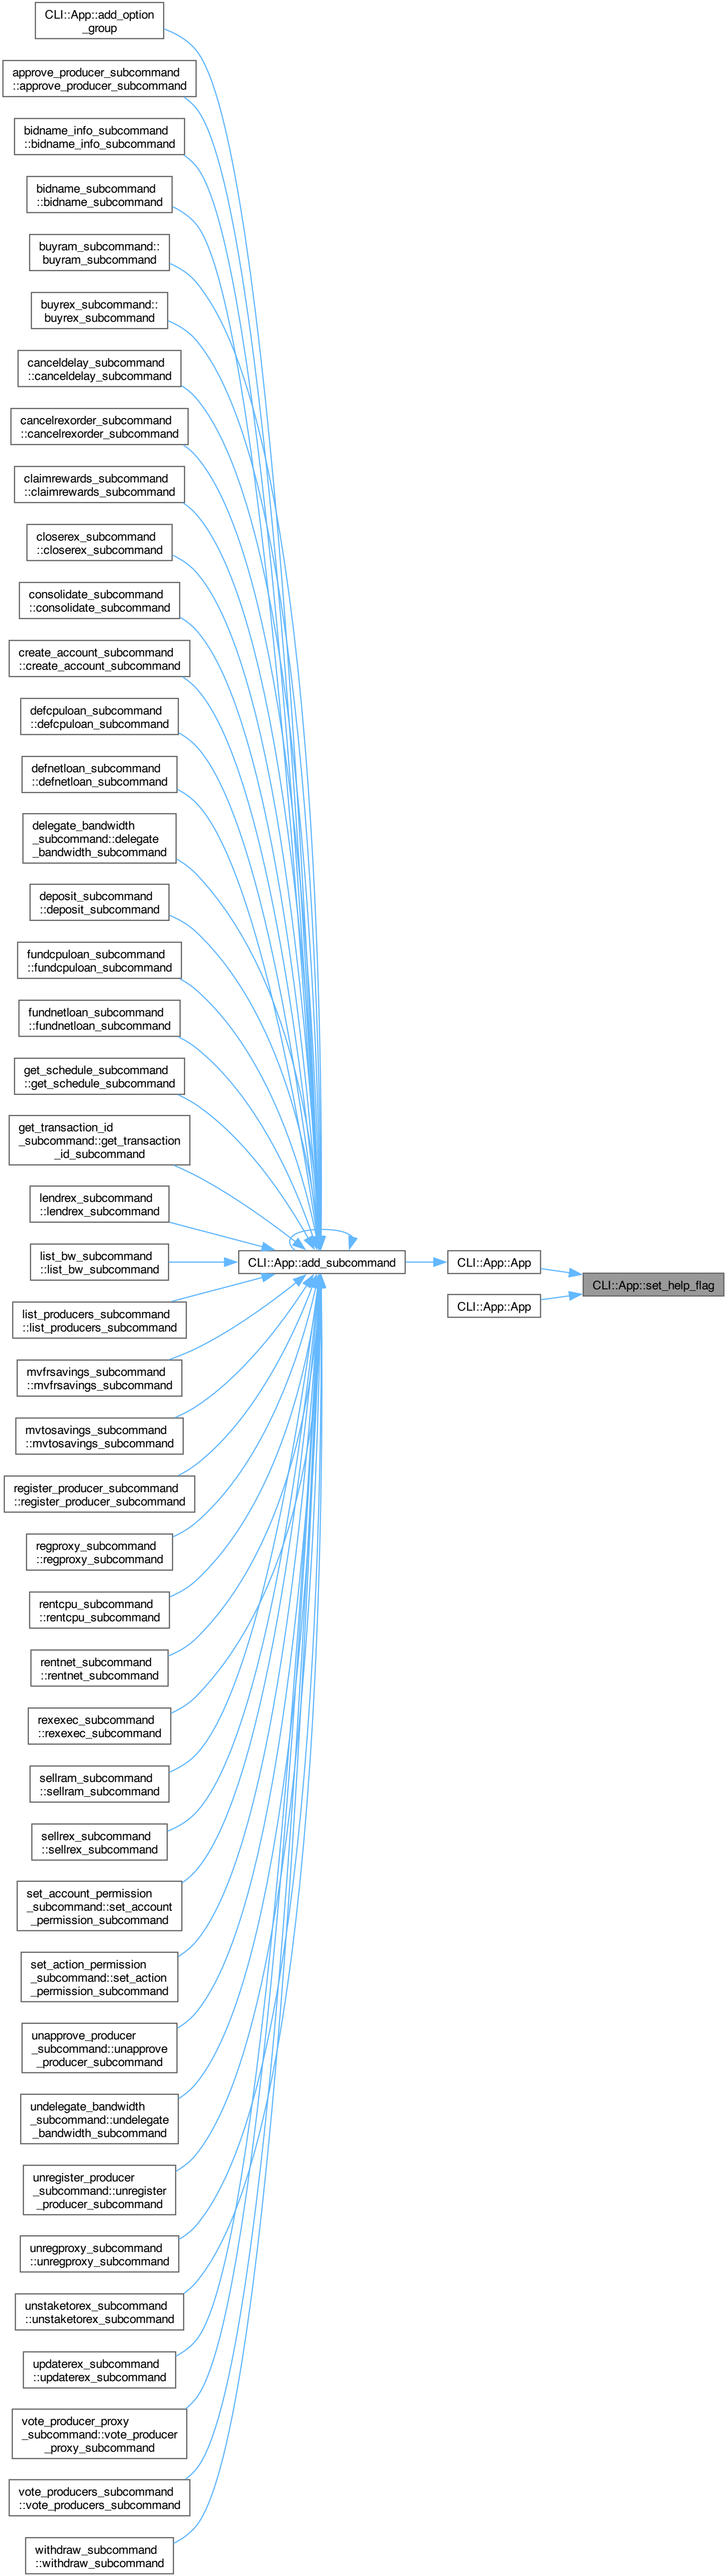 CLI::App::add_option
_group
approve_producer_subcommand
::approve_producer_subcommand
bidname_info_subcommand
::bidname_info_subcommand
bidname_subcommand
::bidname_subcommand
buyram_subcommand::
buyram_subcommand
buyrex_subcommand::
buyrex_subcommand
canceldelay_subcommand
::canceldelay_subcommand
cancelrexorder_subcommand
::cancelrexorder_subcommand
claimrewards_subcommand
::claimrewards_subcommand
closerex_subcommand
::closerex_subcommand
consolidate_subcommand
::consolidate_subcommand
create_account_subcommand
::create_account_subcommand
defcpuloan_subcommand
::defcpuloan_subcommand
defnetloan_subcommand
::defnetloan_subcommand
delegate_bandwidth
_subcommand::delegate
_bandwidth_subcommand
deposit_subcommand
::deposit_subcommand
fundcpuloan_subcommand
::fundcpuloan_subcommand
fundnetloan_subcommand
::fundnetloan_subcommand
get_schedule_subcommand
::get_schedule_subcommand
get_transaction_id
_subcommand::get_transaction
_id_subcommand
lendrex_subcommand
::lendrex_subcommand
list_bw_subcommand
::list_bw_subcommand
CLI::App::add_subcommand
CLI::App::App
CLI::App::set_help_flag
CLI::App::App
list_producers_subcommand
::list_producers_subcommand
mvfrsavings_subcommand
::mvfrsavings_subcommand
mvtosavings_subcommand
::mvtosavings_subcommand
register_producer_subcommand
::register_producer_subcommand
regproxy_subcommand
::regproxy_subcommand
rentcpu_subcommand
::rentcpu_subcommand
rentnet_subcommand
::rentnet_subcommand
rexexec_subcommand
::rexexec_subcommand
sellram_subcommand
::sellram_subcommand
sellrex_subcommand
::sellrex_subcommand
set_account_permission
_subcommand::set_account
_permission_subcommand
set_action_permission
_subcommand::set_action
_permission_subcommand
unapprove_producer
_subcommand::unapprove
_producer_subcommand
undelegate_bandwidth
_subcommand::undelegate
_bandwidth_subcommand
unregister_producer
_subcommand::unregister
_producer_subcommand
unregproxy_subcommand
::unregproxy_subcommand
unstaketorex_subcommand
::unstaketorex_subcommand
updaterex_subcommand
::updaterex_subcommand
vote_producer_proxy
_subcommand::vote_producer
_proxy_subcommand
vote_producers_subcommand
::vote_producers_subcommand
withdraw_subcommand
::withdraw_subcommand